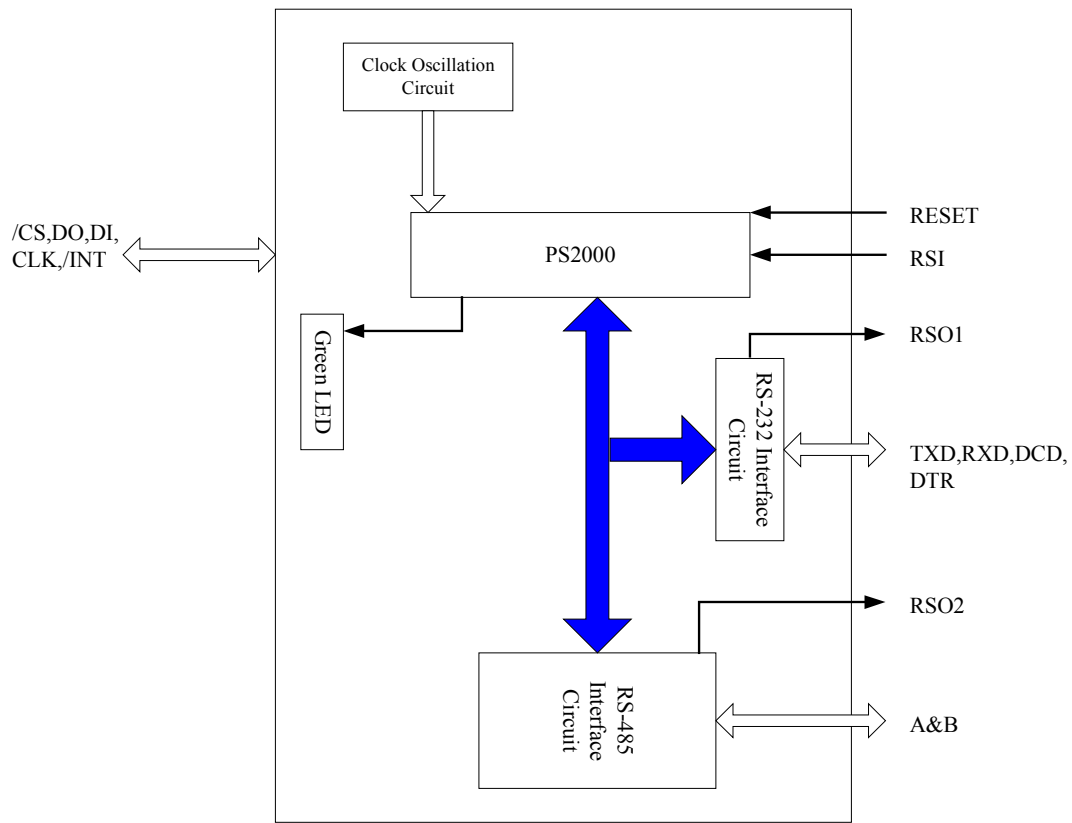 Clock Oscillation
Circuit
/CS,DO,DI,
CLK,/INT
PS2000
RESET
RSI
Green LED
RSO1
RS-232 Interface
Circuit
TXD,RXD,DCD,
DTR
RSO2
RS-485
Interface
Circuit
A&B